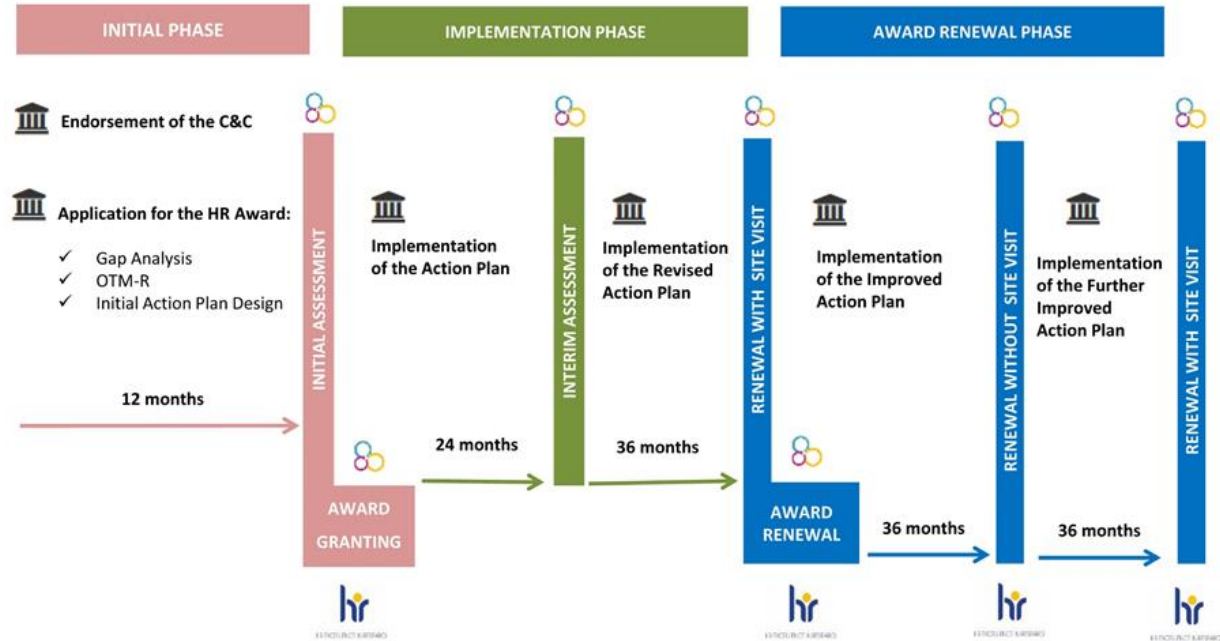 INITIAL PHASE
IMPLEMENTATION PHASE
AWARD RENEWAL PHASE
Endorsement of the C&C
Application for the HR Award:
✓ Gap Analysis
✓ OTM-R
✓ Initial Action Plan Design
12 months
INITIAL ASSESSMENT
AWARD
GRANTING
Implementation
of the Action Plan
24 months
INTERIM ASSESSMENT
Implementation
of the Revised
Action Plan
36 months
RENEWAL WITH SITE VISIT
AWARD
RENEWAL
Implementation
of the Improved
Action Plan
36 months
RENEWAL WITHOUT SITE VISIT
Implementation
of the Further
Improved
Action Plan
36 months
RENEWAL WITH SITE VISIT
hr
hr
hr
hr